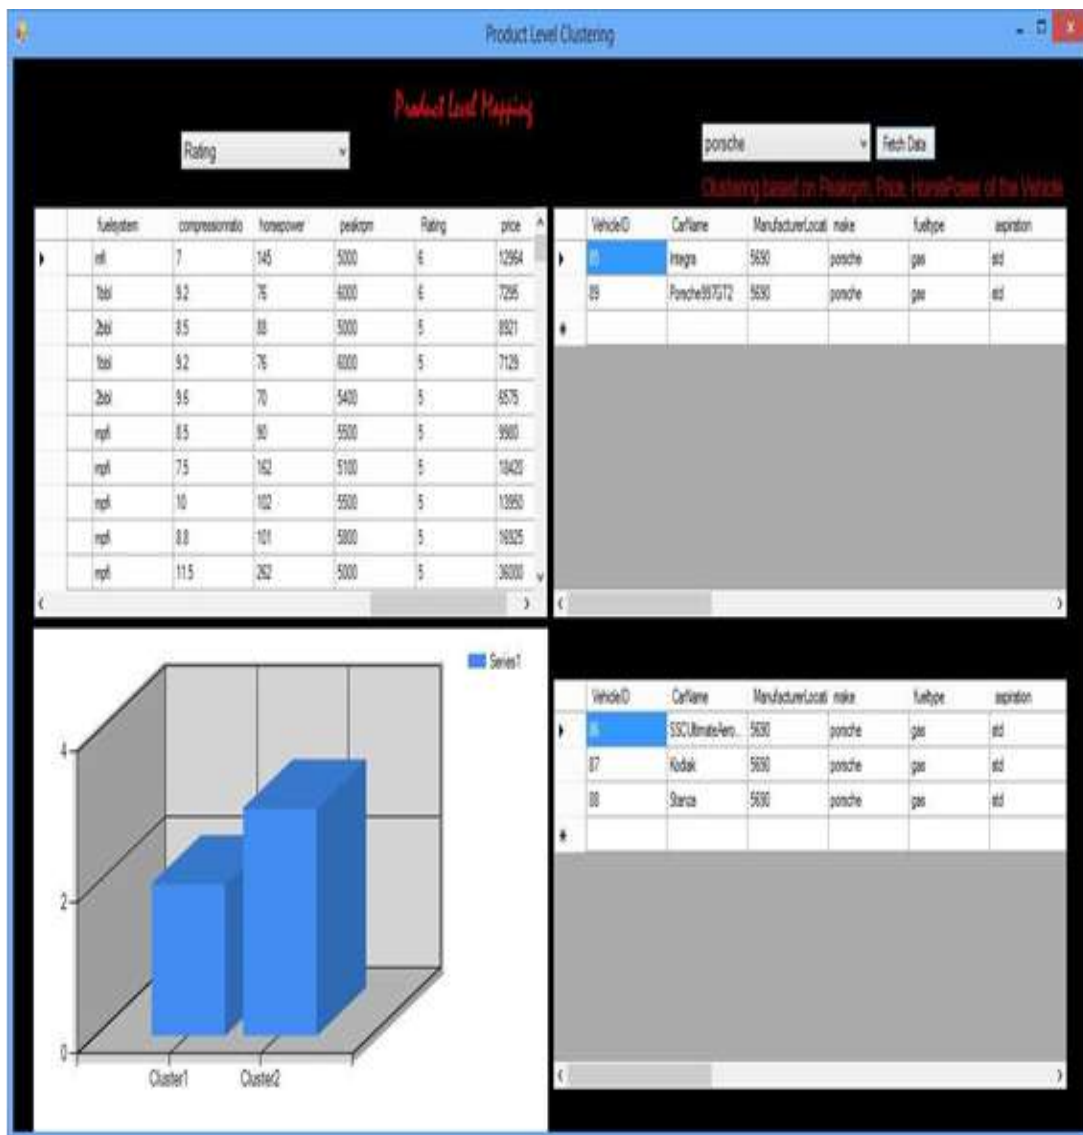 Product Level Clustering
Product Level Mapping
Rating
porsche
Fetch Data
Clustering based on Peakrpm, Price, HorsePower of the Vehicle
fuelsystem compressionratio horsepower peakrpm Rating price
mfi 7 145 5000 6 12964
1bbl 9.2 76 6000 6 7295
2bbl 8.5 88 5000 5 8921
1bbl 9.2 76 6000 5 7129
2bbl 9.6 70 5400 5 6575
mpfi 8.5 90 5500 5 9980
mpfi 7.5 162 5100 5 18420
mpfi 10 102 5500 5 13950
mpfi 8.8 101 5800 5 16925
mpfi 11.5 262 5000 5 36000
VehicleID CarName ManufacturerLocati make fueltype aspiration
Integra 5690 porsche gas std
89 Porsche997GT2 5690 porsche gas std
Series1
4
2
0
Cluster1 Cluster2
VehicleID CarName ManufacturerLocati make fueltype aspiration
86 SSCUltimateAero... 5690 porsche gas std
87 Kodiak 5690 porsche gas std
88 Stanza 5690 porsche gas std